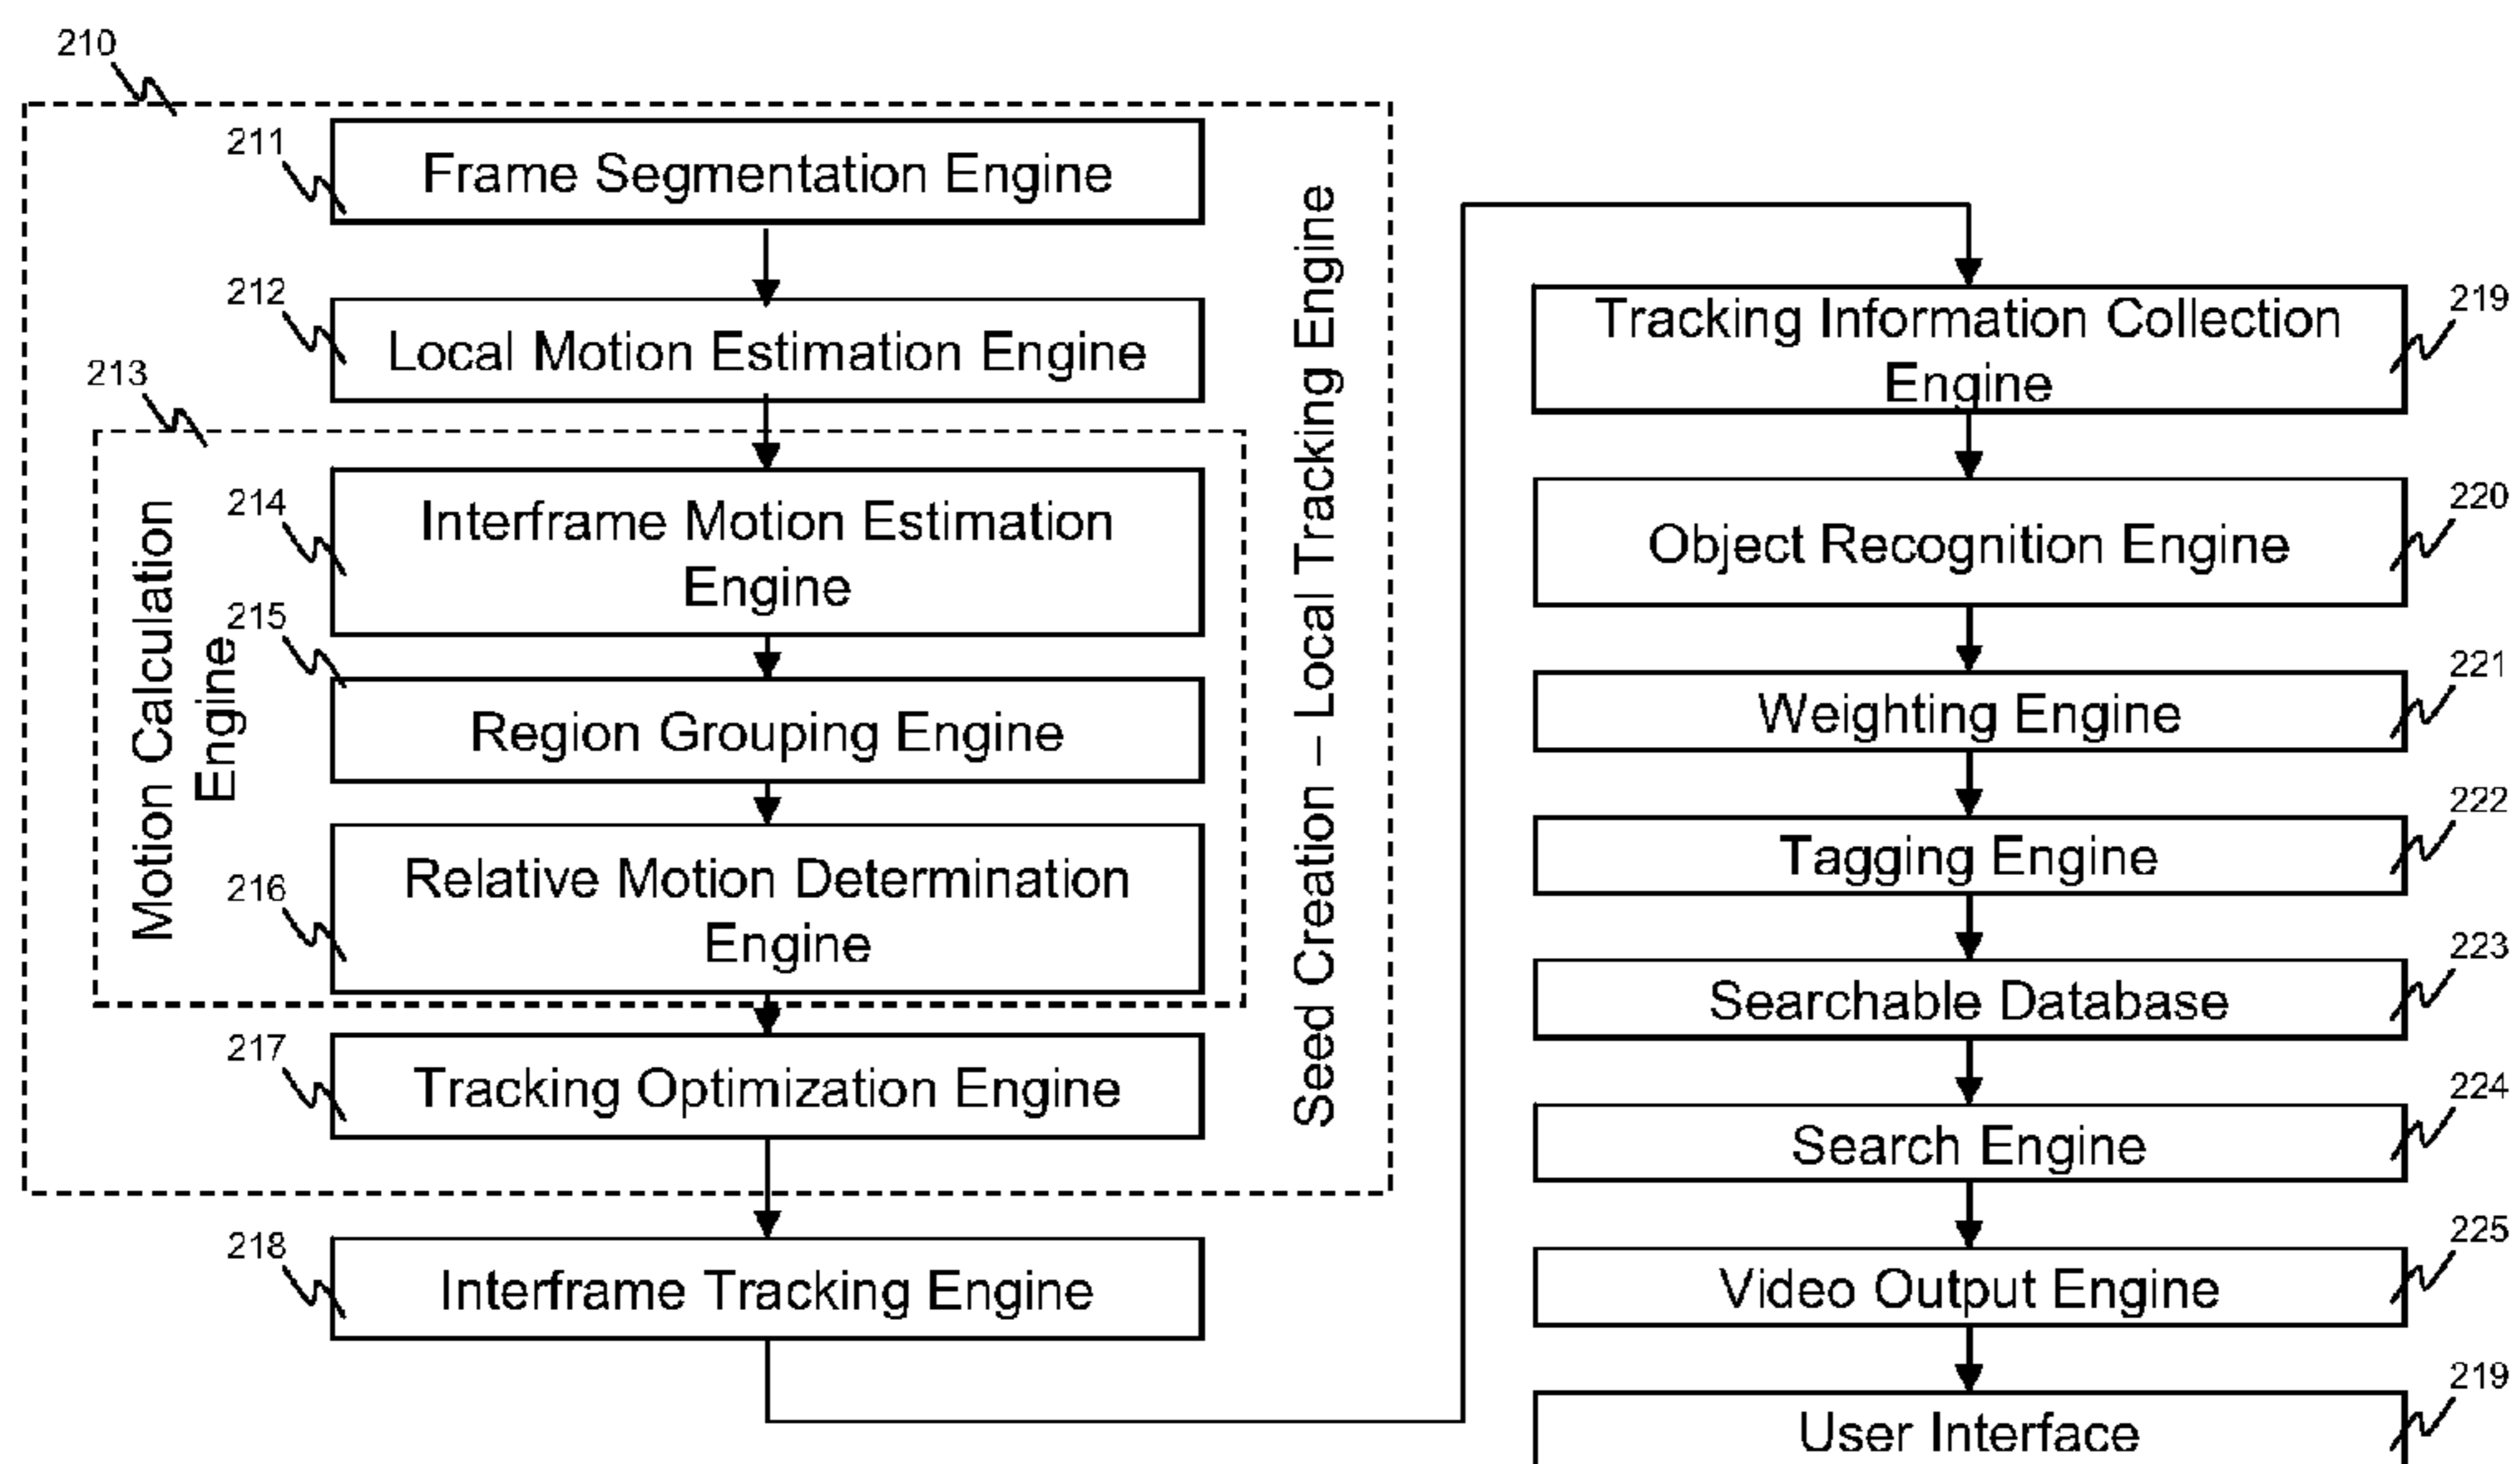 210
211
Frame Segmentation Engine
212
Local Motion Estimation Engine
213
Motion Calculation
Engine
214
Interframe Motion Estimation
Engine
215
Region Grouping Engine
216
Relative Motion Determination
Engine
217
Tracking Optimization Engine
Seed Creation – Local Tracking Engine
218
Interframe Tracking Engine
219
Tracking Information Collection
Engine
220
Object Recognition Engine
221
Weighting Engine
222
Tagging Engine
223
Searchable Database
224
Search Engine
225
Video Output Engine
219
User Interface